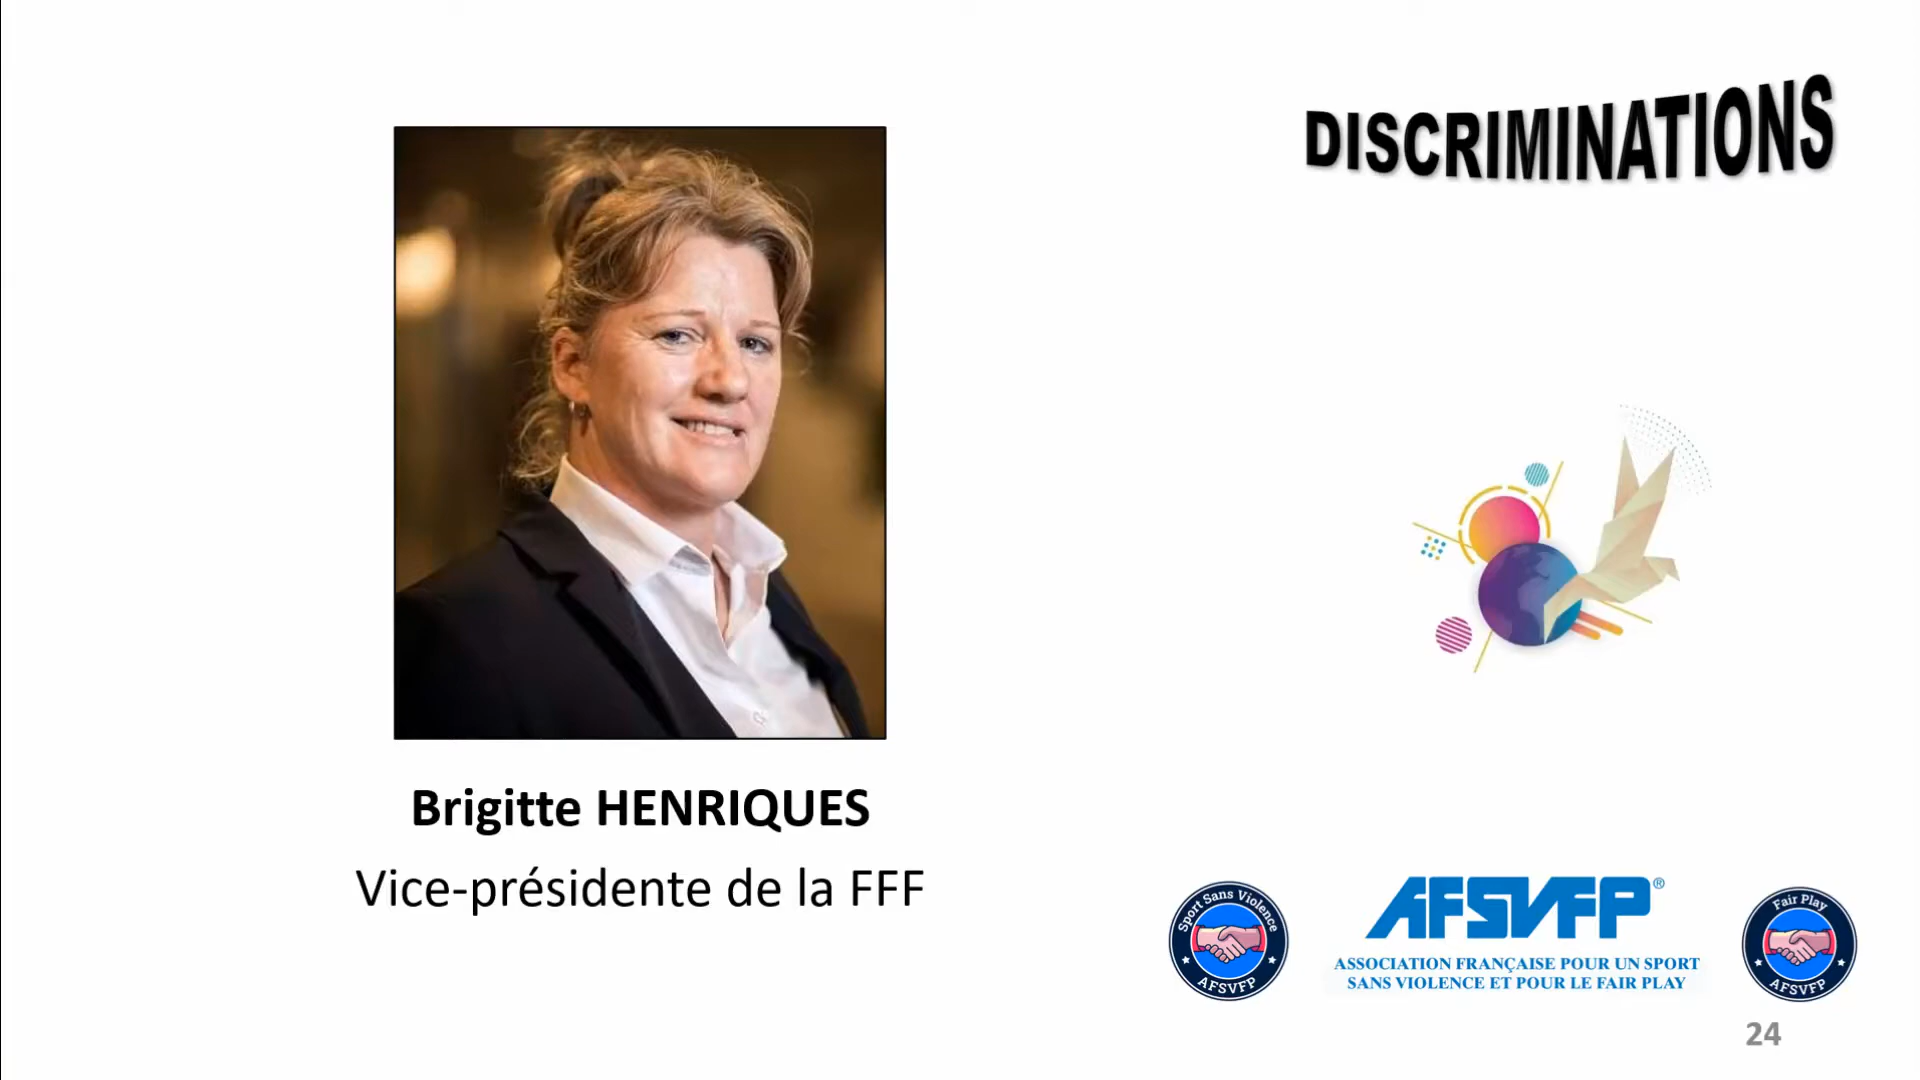 DISCRIMINATIONS
Brigitte HENRIQUES
Vice-présidente de la FFF
Sport Sans Violence
AFSVFP
AFSVFP®
ASSOCIATION FRANÇAISE POUR UN SPORT
SANS VIOLENCE ET POUR LE FAIR PLAY
Fair Play
AFSVFP
24